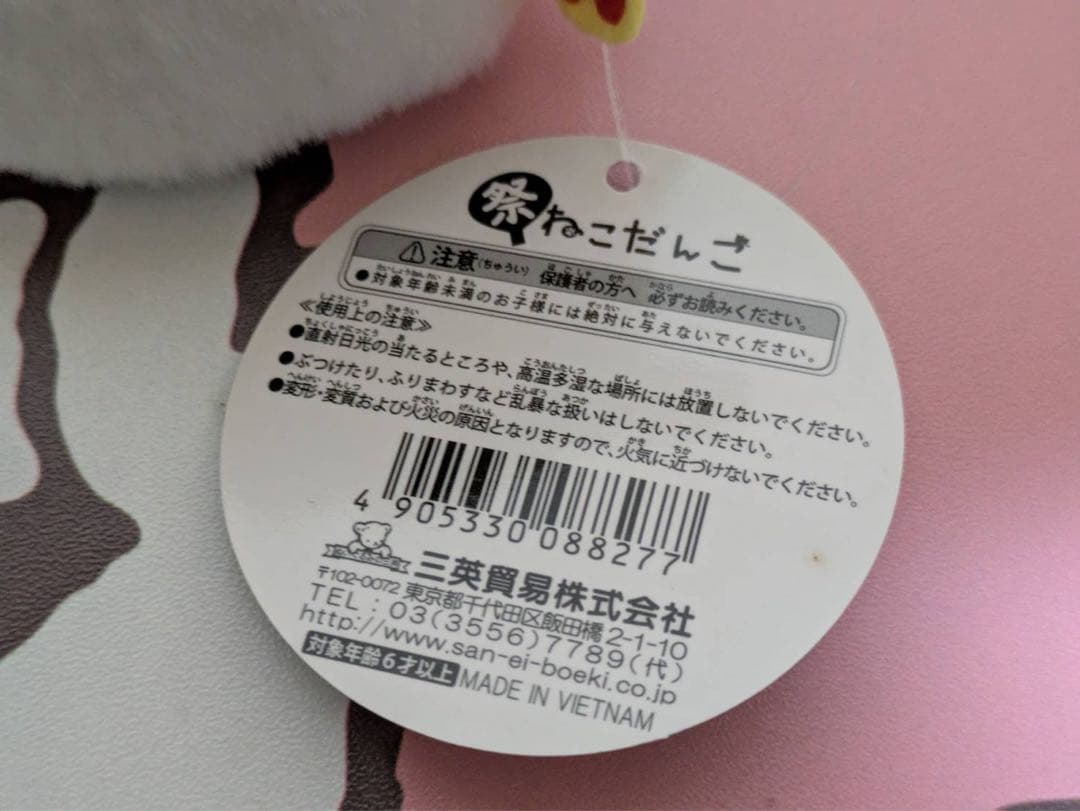 祭ねこだんご
注意(ちゅうい) 保護者の方へ 必ずお読みください。
●対象年齢未満のお子様には絶対に与えないでください。
≪使用上の注意≫
●直射日光の当たるところや、高温多湿な場所には放置しないでください。
●ぶつけたり、ふりまわすなど乱暴な扱いはしないでください。
●変形・変質および火災の原因となりますので、火気に近づけないでください。
4 905330 088277
三英貿易株式会社
〒102-0072 東京都千代田区飯田橋2-1-10
TEL : 03(3556)7789(代)
http://www.san-ei-boeki.co.jp
対象年齢6才以上 MADE IN VIETNAM